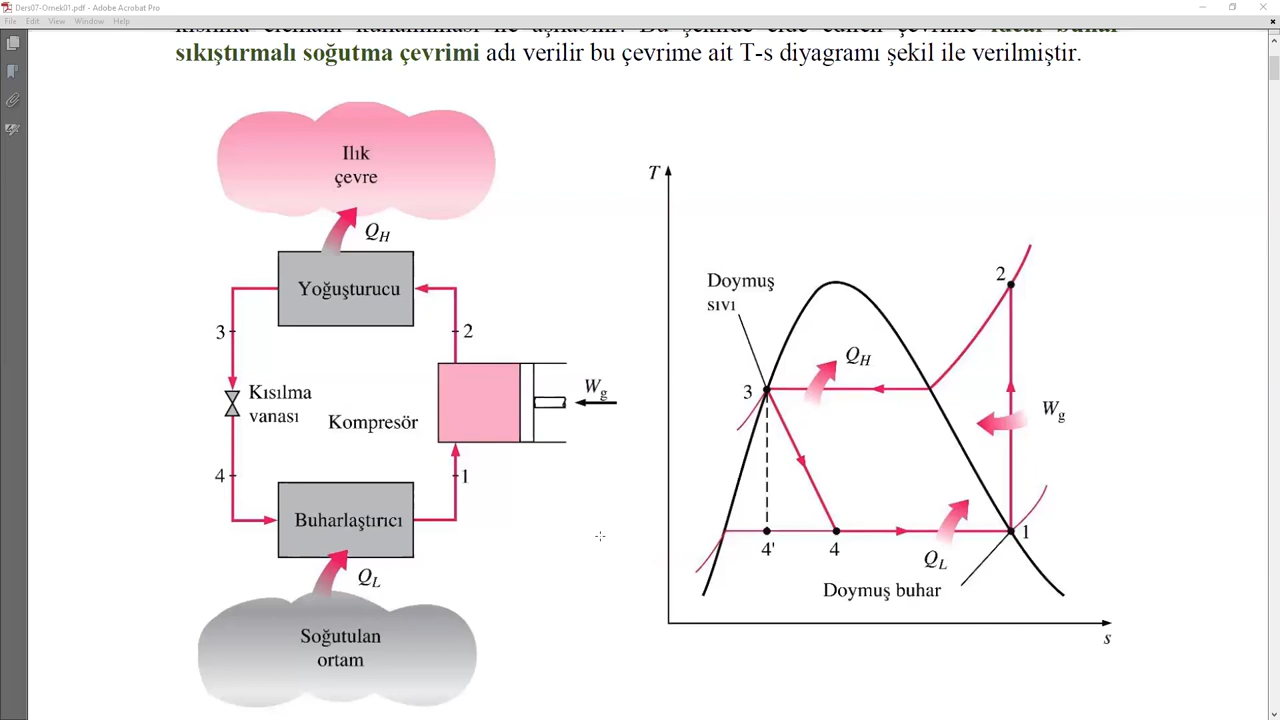 Ders07-Ornek01.pdf - Adobe Acrobat Pro
File Edit View Window Help
sıkıştırmalı soğutma çevrimi adı verilir bu çevrime ait T-s diyagramı şekil ile verilmiştir.
Ilık
çevre
Q_H
Yoğuşturucu
3
2
Kısılma
vanası
Kompresör
W_g
4
1
Buharlaştırıcı
Q_L
Soğutulan
ortam
T
2
Doymuş
sıvı
Q_H
3
W_g
1
4'
4
Q_L
Doymuş buhar
s